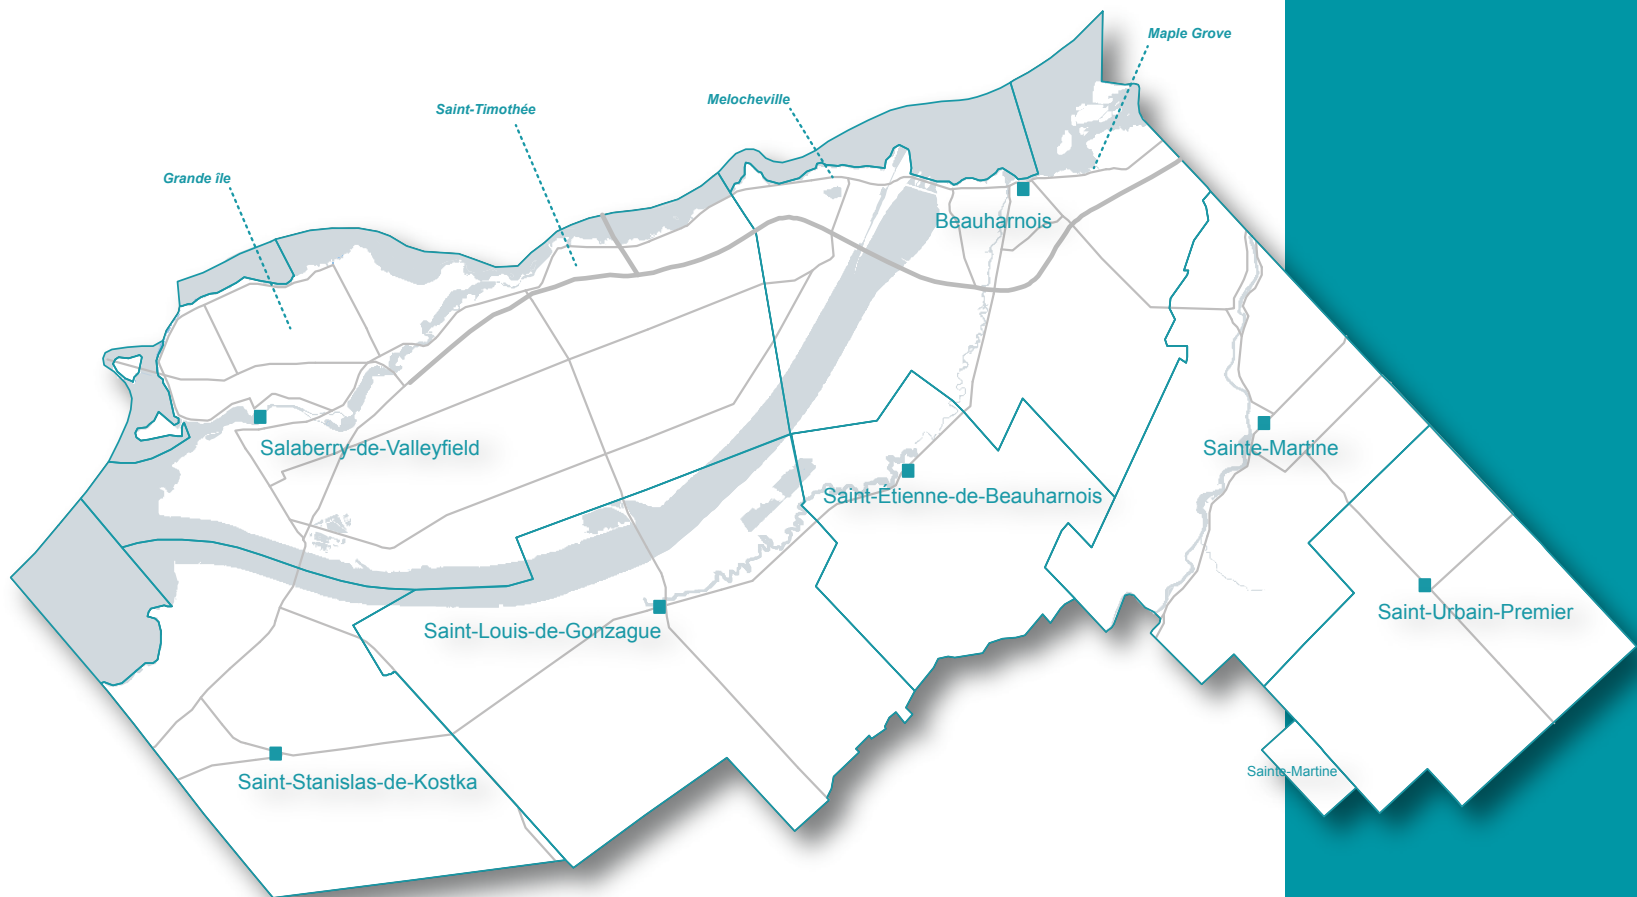 Maple Grove
Melocheville
Saint-Timothée
Grande île
Beauharnois
Salaberry-de-Valleyfield
Sainte-Martine
Saint-Étienne-de-Beauharnois
Saint-Urbain-Premier
Saint-Louis-de-Gonzague
Sainte-Martine
Saint-Stanislas-de-Kostka